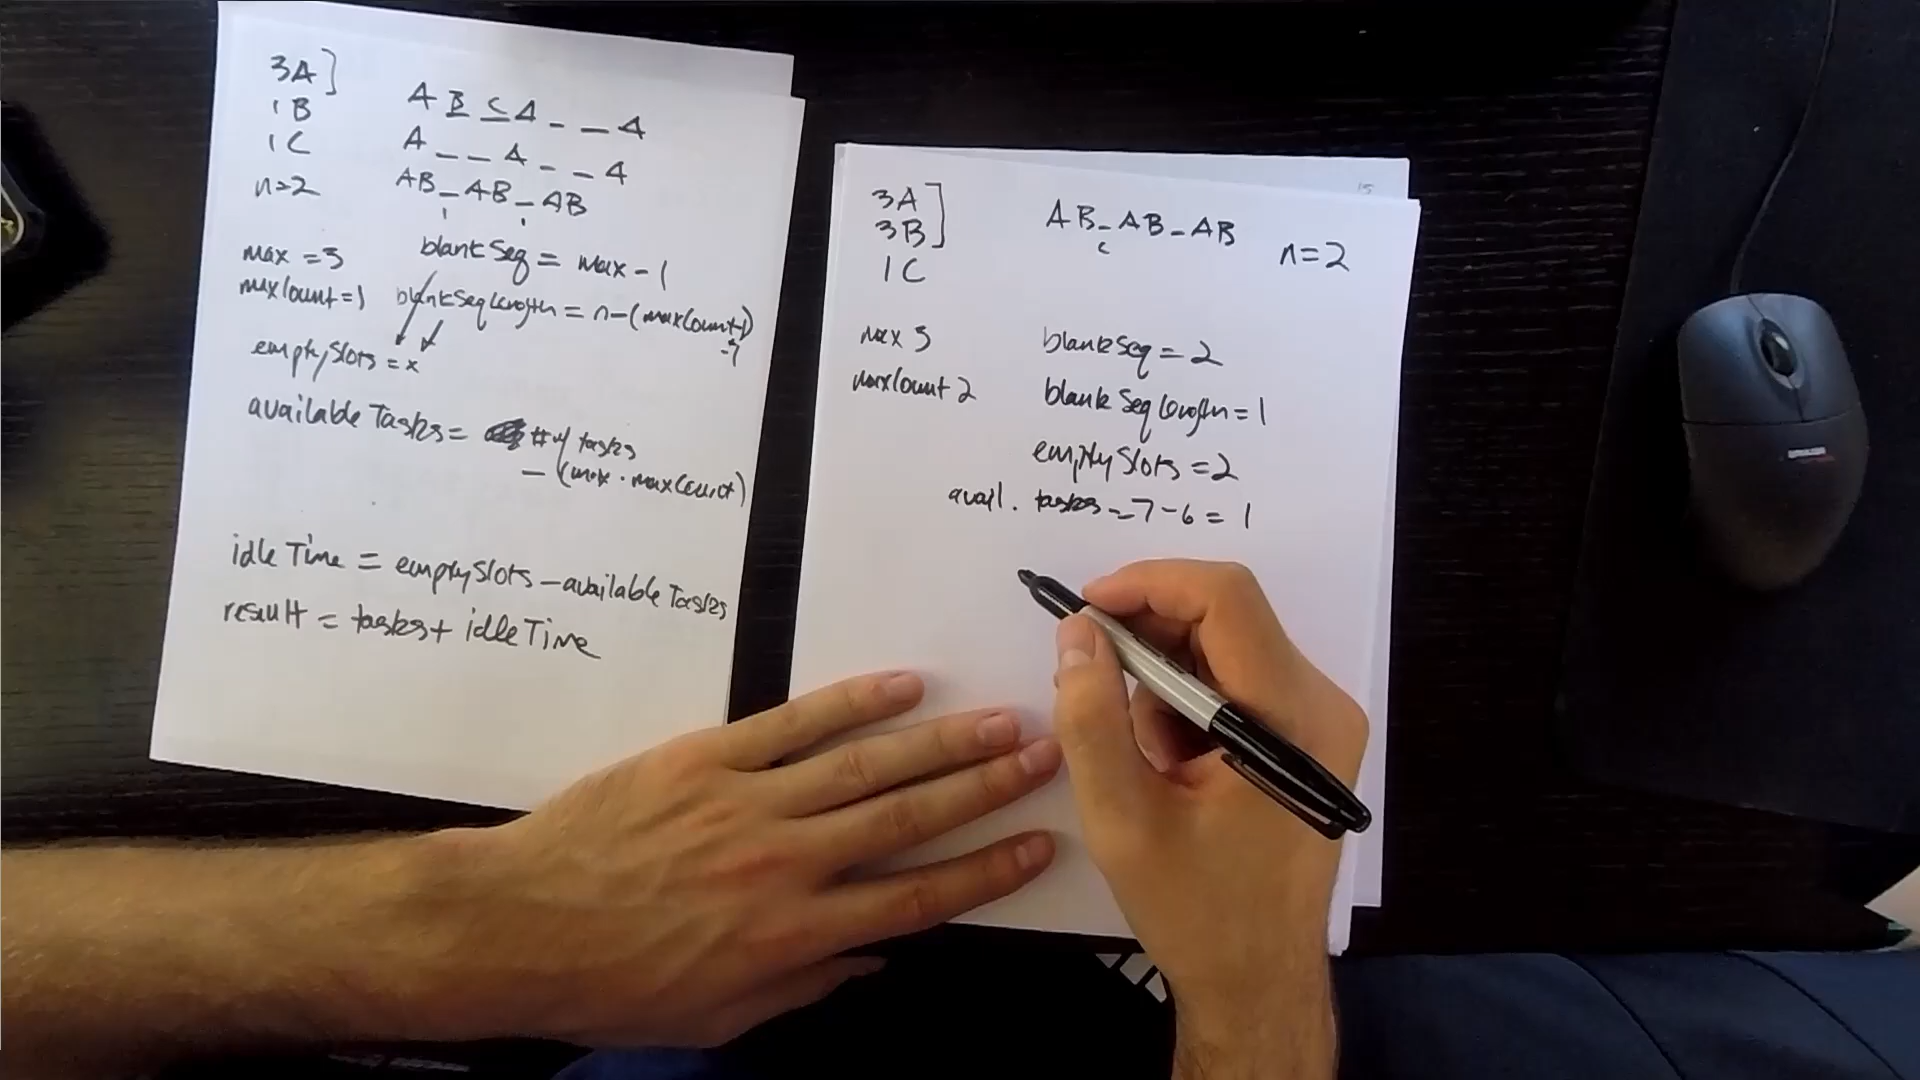 3A]
1B
1C
n=2
A B C A _ _ A
A _ _ A _ _ A
AB _ AB _ AB
max = 3
maxCount = 1
blankSeq = max - 1
blankSeqLength = n - (maxCount - 1)
emptySlots = x
availableTasks = # of tasks
- (max · maxCount)
idleTime = emptySlots - availableTasks
result = tasks + idleTime
15
3A]
3B]
1C
AB _ AB _ AB
C
n=2
max 3
maxCount 2
blankSeq = 2
blankSeqLength = 1
emptySlots = 2
avail. tasks = 7 - 6 = 1